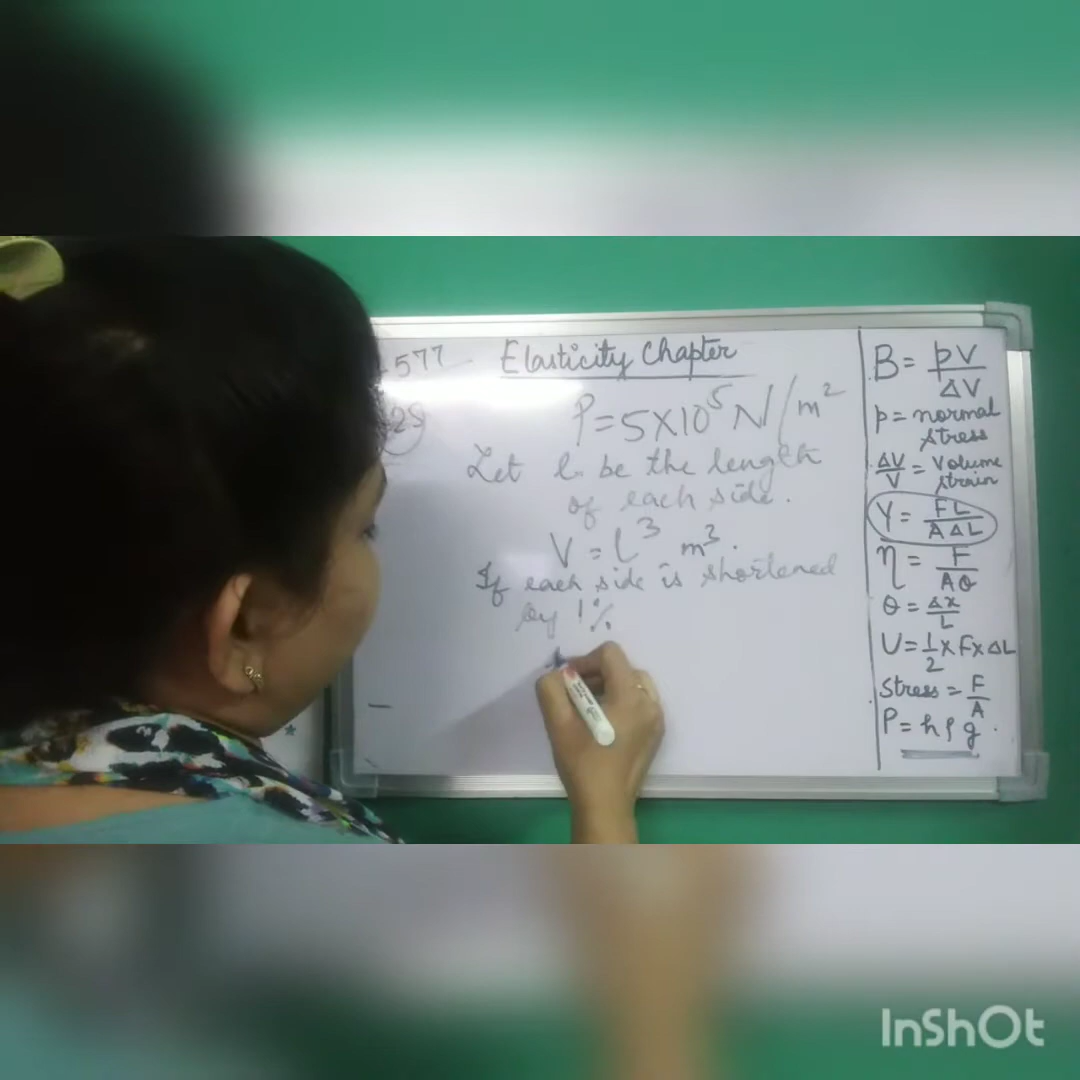 577 Elasticity Chapter
P = 5×10⁵ N/m²
Let l be the length
of each side.
V = l³ m³.
If each side is shortened
by 1%
B = pV/ΔV
p = normal
stress
ΔV/V = Volume
strain
Y = FL/AΔL
η = F/Aθ
θ = Δx/L
U = 1/2 × F × ΔL
Stress = F/A
P = hρg.
InShOt